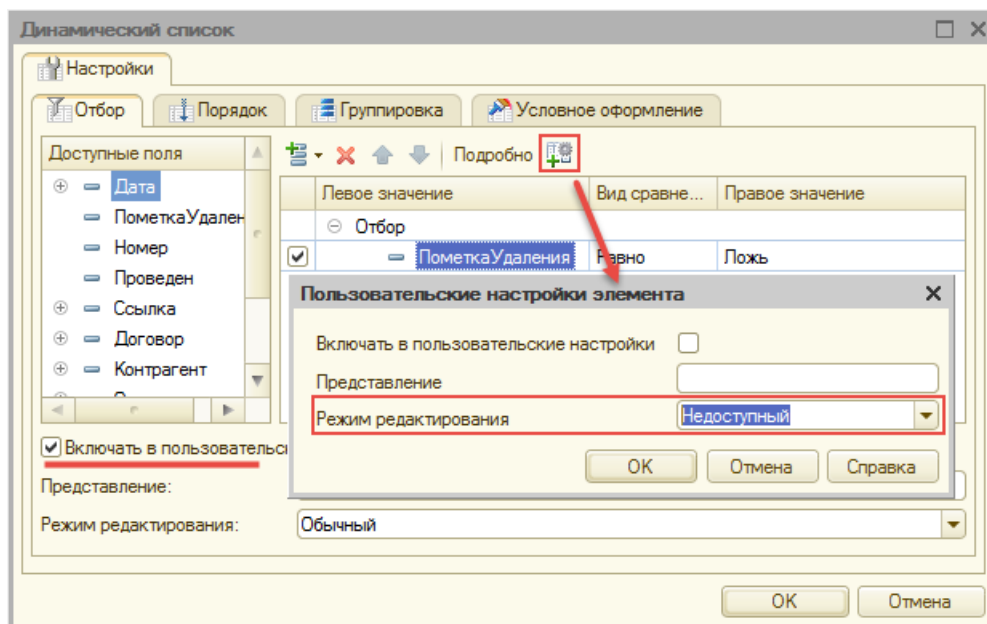 Динамический список
Настройки
Отбор Порядок Группировка Условное оформление
Доступные поля
Дата
ПометкаУдален
Номер
Проведен
Ссылка
Договор
Контрагент
Подробно
Левое значение Вид сравне... Правое значение
Отбор
ПометкаУдаления Равно Ложь
Пользовательские настройки элемента
Включать в пользовательские настройки
Представление
Режим редактирования Недоступный
OK Отмена Справка
Включать в пользовательс
Представление:
Режим редактирования: Обычный
OK Отмена